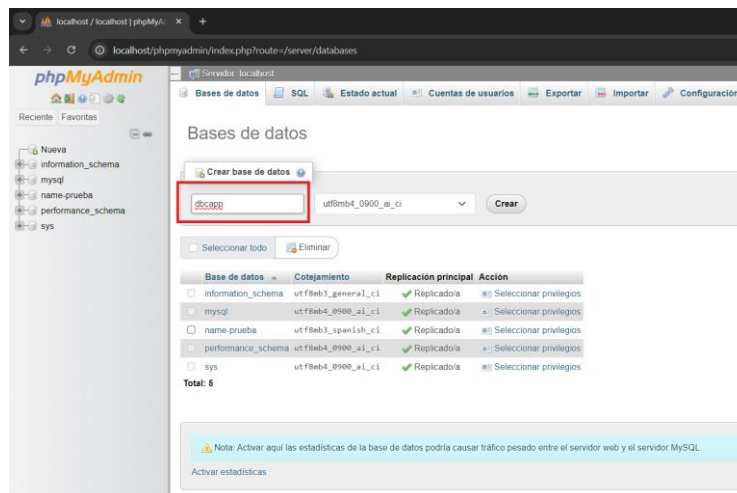 localhost / localhost | phpMyA
localhost/phpmyadmin/index.php?route=/server/databases
phpMyAdmin
Reciente Favoritas
Nueva
information_schema
mysql
name-prueba
performance_schema
sys
Servidor: localhost
Bases de datos SQL Estado actual Cuentas de usuarios Exportar Importar Configuración
Bases de datos
Crear base de datos
dbcapp utf8mb4_0900_ai_ci Crear
Seleccionar todo Eliminar
Base de datos Cotejamiento Replicación principal Acción
information_schema utf8mb3_general_ci Replicado/a Seleccionar privilegios
mysql utf8mb4_0900_ai_ci Replicado/a Seleccionar privilegios
name-prueba utf8mb3_spanish_ci Replicado/a Seleccionar privilegios
performance_schema utf8mb4_0900_ai_ci Replicado/a Seleccionar privilegios
sys utf8mb4_0900_ai_ci Replicado/a Seleccionar privilegios
Total: 5
Nota: Activar aquí las estadísticas de la base de datos podría causar tráfico pesado entre el servidor web y el servidor MySQL.
Activar estadísticas